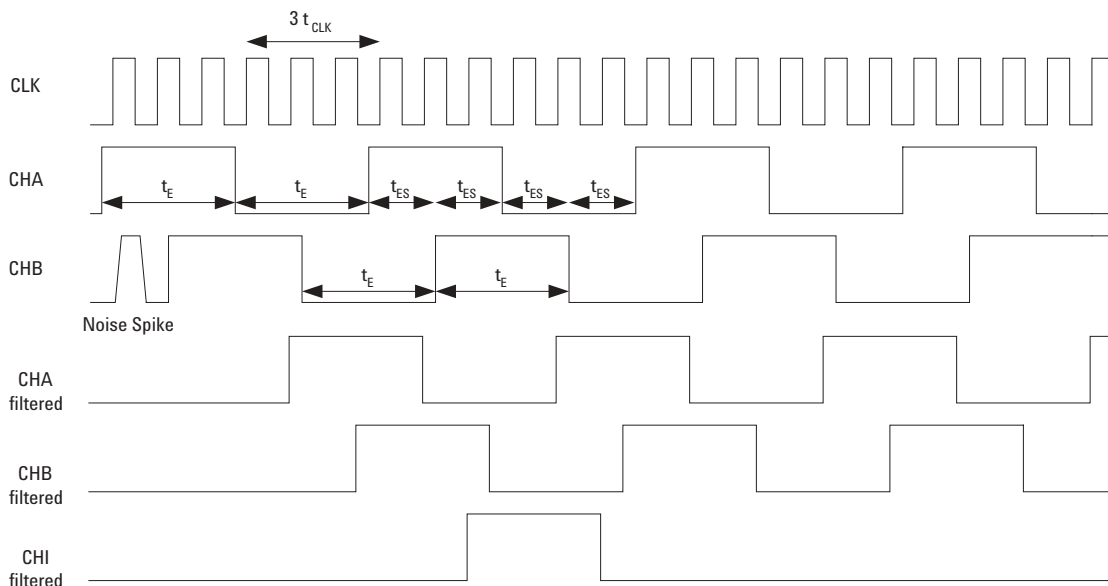 3 t CLK
CLK
CHA
tE tE tES tES tES tES
CHB
tE tE
Noise Spike
CHA
filtered
CHB
filtered
CHI
filtered